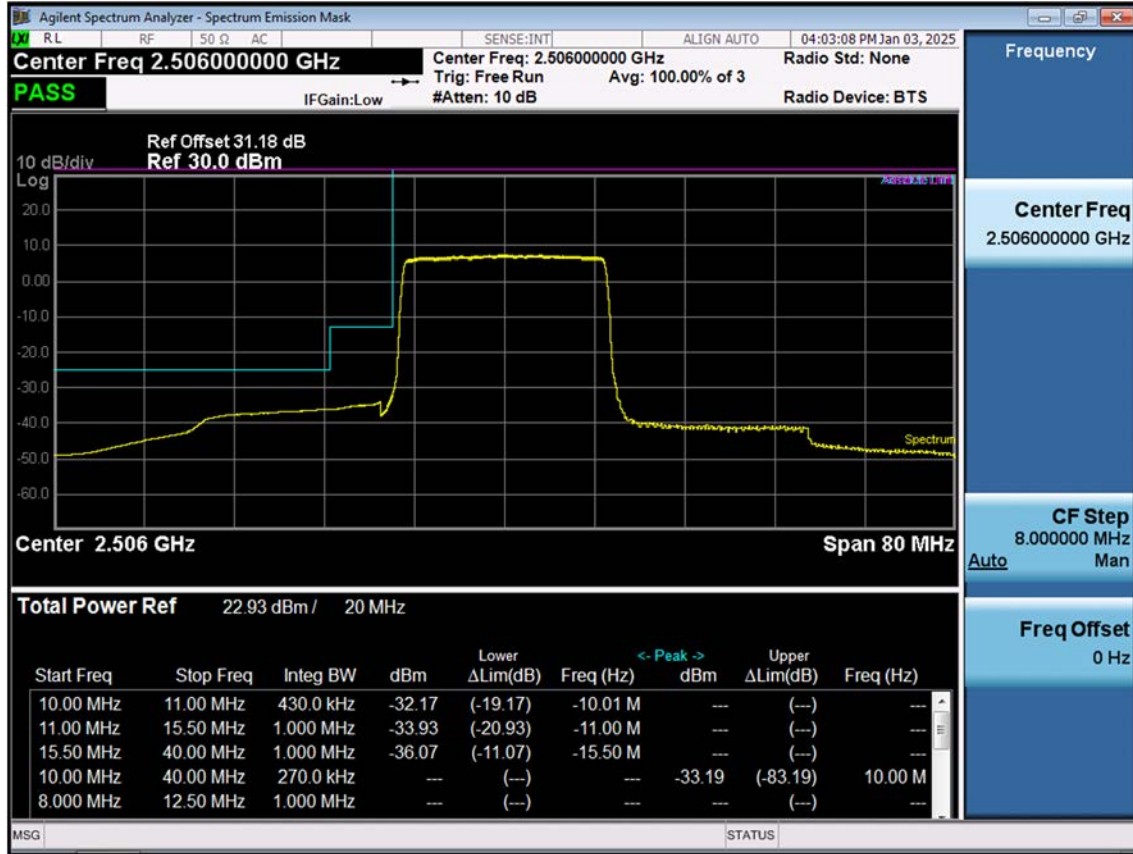 Agilent Spectrum Analyzer - Spectrum Emission Mask
LXI RL RF 50 Ω AC SENSE:INT ALIGN AUTO 04:03:08 PM Jan 03, 2025
Center Freq 2.506000000 GHz
Center Freq: 2.506000000 GHz Radio Std: None
Trig: Free Run Avg: 100.00% of 3
PASS IFGain:Low #Atten: 10 dB Radio Device: BTS
Ref Offset 31.18 dB
10 dB/div Ref 30.0 dBm
Log
Absolute Limit
20.0
10.0
0.00
-10.0
-20.0
-30.0
-40.0
Spectrum
-50.0
-60.0
Center 2.506 GHz Span 80 MHz
Total Power Ref 22.93 dBm / 20 MHz
Lower <- Peak -> Upper
Start Freq Stop Freq Integ BW dBm ΔLim(dB) Freq (Hz) dBm ΔLim(dB) Freq (Hz)
10.00 MHz 11.00 MHz 430.0 kHz -32.17 (-19.17) -10.01 M --- (---) ---
11.00 MHz 15.50 MHz 1.000 MHz -33.93 (-20.93) -11.00 M --- (---) ---
15.50 MHz 40.00 MHz 1.000 MHz -36.07 (-11.07) -15.50 M --- (---) ---
10.00 MHz 40.00 MHz 270.0 kHz --- (---) --- -33.19 (-83.19) 10.00 M
8.000 MHz 12.50 MHz 1.000 MHz --- (---) --- --- (---) ---
MSG STATUS
Frequency
Center Freq
2.506000000 GHz
CF Step
8.000000 MHz
Auto Man
Freq Offset
0 Hz